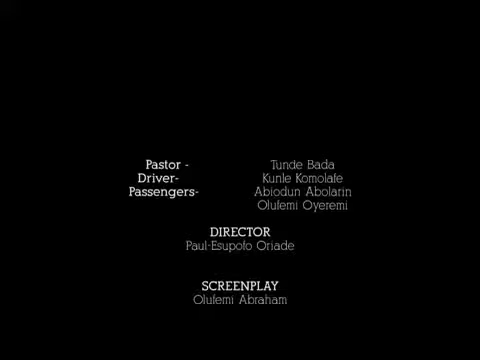 Pastor - Tunde Bada
Driver- Kunle Komolafe
Passengers- Abiodun Abolarin
Olufemi Oyeremi
DIRECTOR
Paul-Esupofo Oriade
SCREENPLAY
Olufemi Abraham